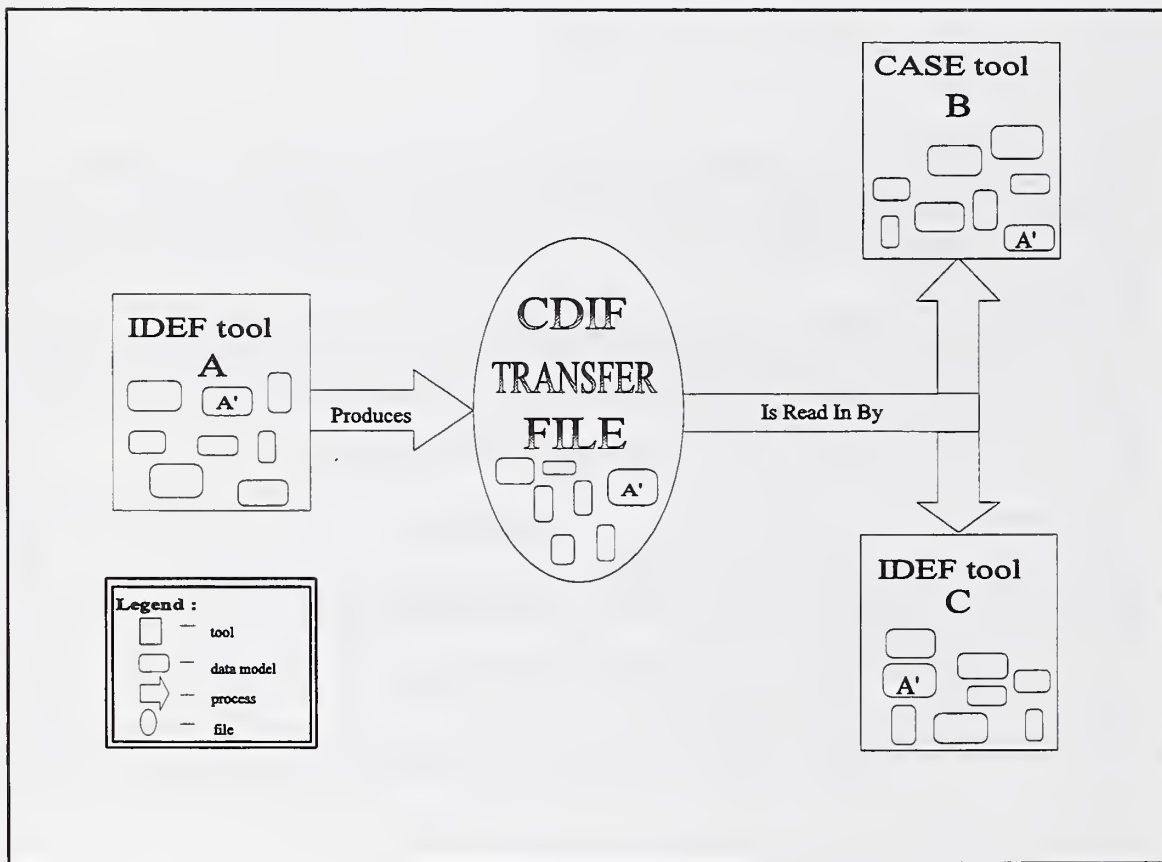 CASE tool
B
A'
IDEF tool
A
A'
Produces
CDIF
TRANSFER
FILE
A'
Is Read In By
IDEF tool
C
A'
Legend :
— tool
— data model
— process
— file